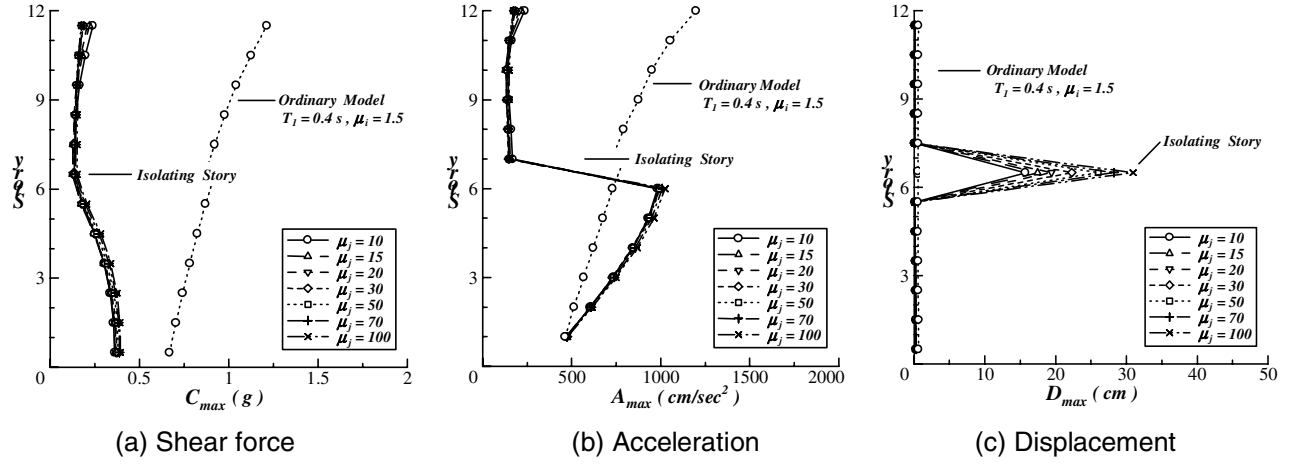 12
9
6
3
0
Story
Ordinary Model
T1 = 0.4 s , μi = 1.5
Isolating Story
μj = 10
μj = 15
μj = 20
μj = 30
μj = 50
μj = 70
μj = 100
0.5 1 1.5 2
Cmax ( g )
(a) Shear force
12
9
6
3
0
Story
Ordinary Model
T1 = 0.4 s , μi = 1.5
Isolating Story
μj = 10
μj = 15
μj = 20
μj = 30
μj = 50
μj = 70
μj = 100
500 1000 1500 2000
Amax ( cm/sec2 )
(b) Acceleration
12
9
6
3
0
Story
Ordinary Model
T1 = 0.4 s , μi = 1.5
Isolating Story
μj = 10
μj = 15
μj = 20
μj = 30
μj = 50
μj = 70
μj = 100
0 10 20 30 40 50
Dmax ( cm )
(c) Displacement